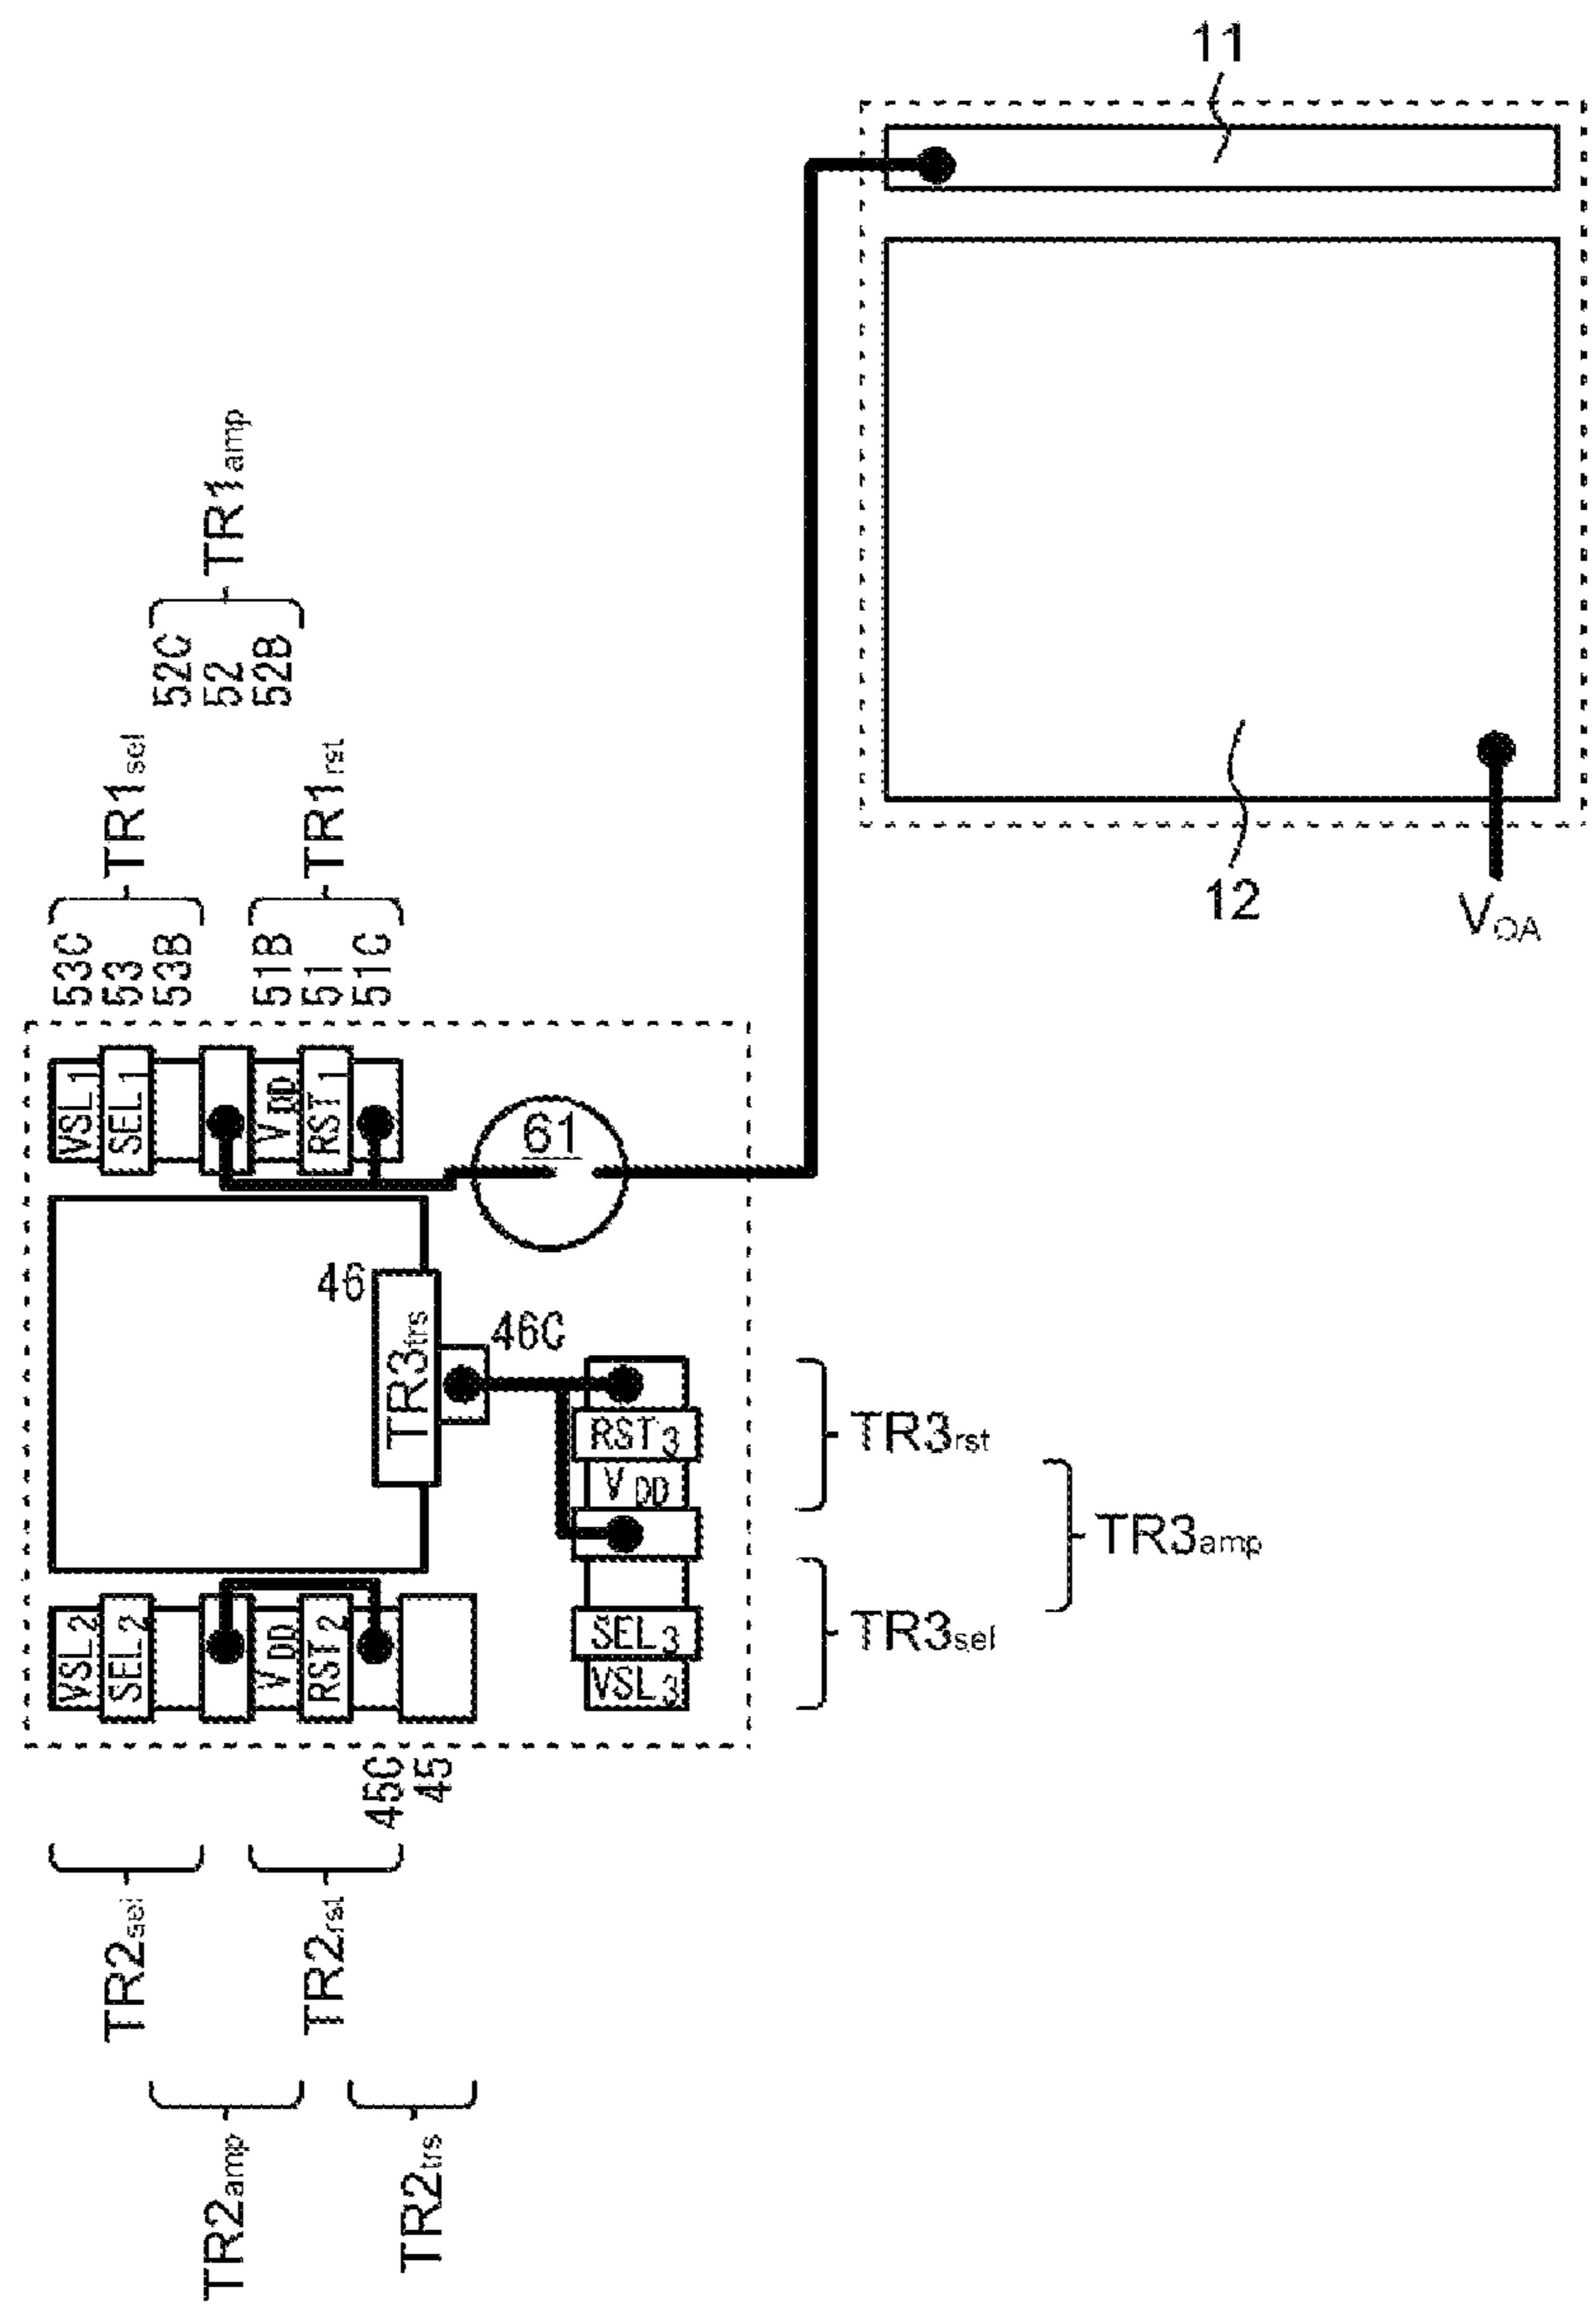 11
12
V_OA
TR1amp
52C
52
52B
TR1sel
TR1rst
53C
53
53B
51B
51
51C
VSL1
SEL1
VDD
RST1
61
46
TR3trs
46C
RST3
VDD
SEL3
VSL3
TR3rst
TR3amp
TR3sel
VSL2
SEL2
VDD
RST2
45C
45
TR2sel
TR2rst
TR2amp
TR2trs